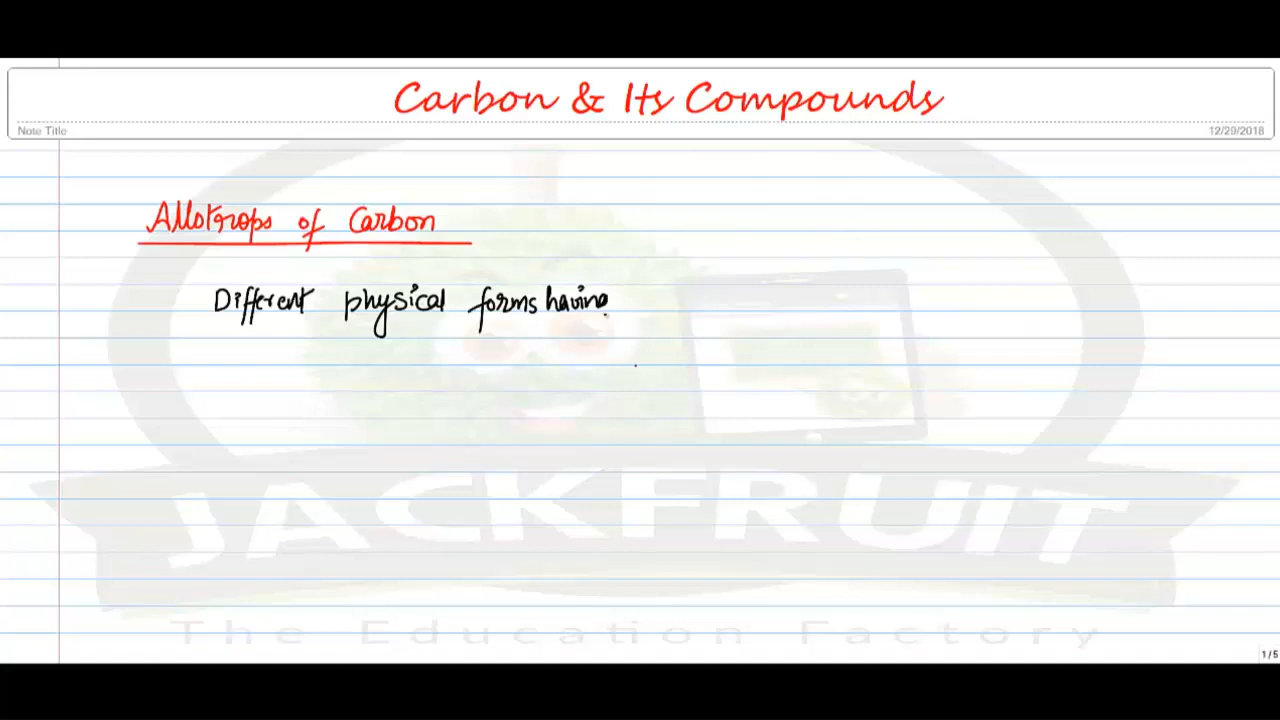 Carbon & Its Compounds
Note Title
12/29/2018
Allotrops of Carbon
Different physical forms having
JACKFRUIT
The Education Factory
1/5